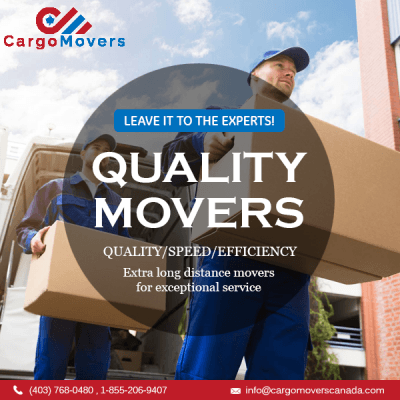 CargoMovers
LEAVE IT TO THE EXPERTS!
QUALITY
MOVERS
QUALITY/SPEED/EFFICIENCY
Extra long distance movers
for exceptional service
(403) 768-0480 , 1-855-206-9407
info@cargomoverscanada.com